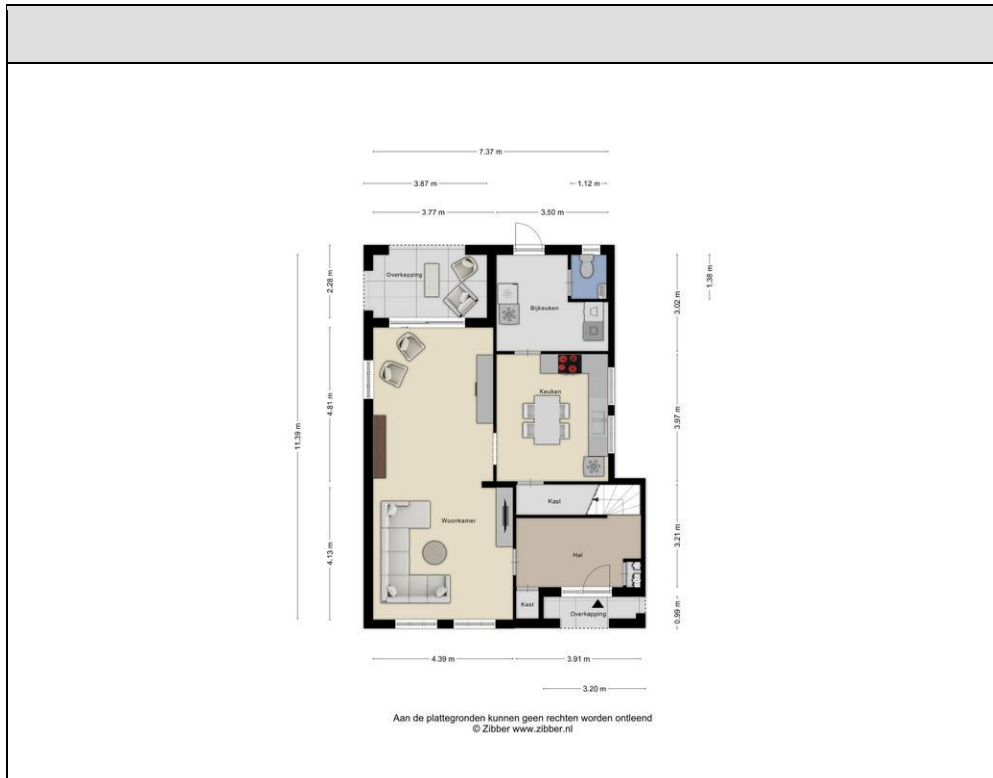 7.37 m
3.87 m
1.12 m
3.77 m
3.50 m
Overkapping
Bijkeuken
2.28 m
3.02 m
1.38 m
Keuken
4.81 m
3.97 m
11.39 m
Kast
Woonkamer
Hal
4.13 m
3.21 m
Kast
Overkapping
0.99 m
4.39 m
3.91 m
3.20 m
Aan de plattegronden kunnen geen rechten worden ontleend
© Zibber www.zibber.nl